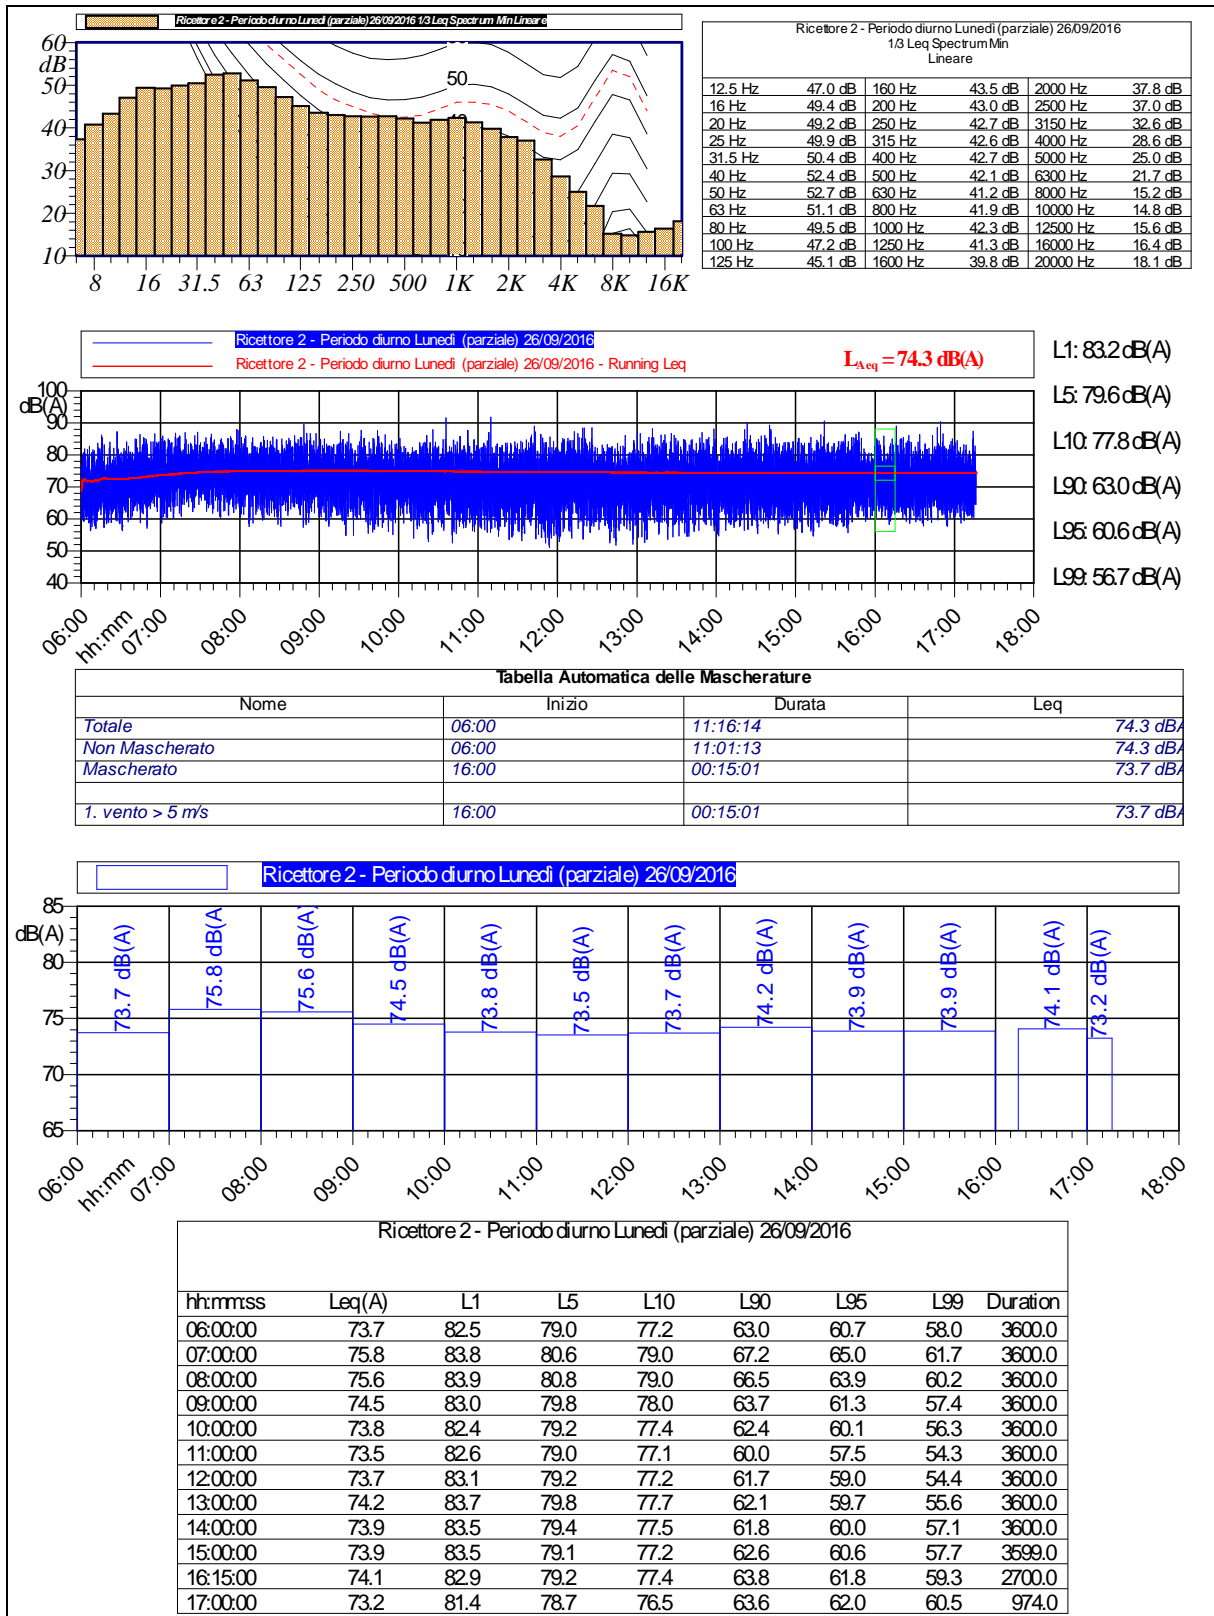 Ricettore 2 - Periodo diurno Lunedì (parziale) 26/09/2016 1/3 Leq Spectrum Min Lineare
60
dB
50
40
30
20
10
50
8 16 31.5 63 125 250 500 1K 2K 4K 8K 16K
Ricettore 2 - Periodo diurno Lunedì (parziale) 26/09/2016
1/3 Leq Spectrum Min
Lineare
12.5 Hz 47.0 dB 160 Hz 43.5 dB 2000 Hz 37.8 dB
16 Hz 49.4 dB 200 Hz 43.0 dB 2500 Hz 37.0 dB
20 Hz 49.2 dB 250 Hz 42.7 dB 3150 Hz 32.6 dB
25 Hz 49.9 dB 315 Hz 42.6 dB 4000 Hz 28.6 dB
31.5 Hz 50.4 dB 400 Hz 42.7 dB 5000 Hz 25.0 dB
40 Hz 52.4 dB 500 Hz 42.1 dB 6300 Hz 21.7 dB
50 Hz 52.7 dB 630 Hz 41.2 dB 8000 Hz 15.2 dB
63 Hz 51.1 dB 800 Hz 41.9 dB 10000 Hz 14.8 dB
80 Hz 49.5 dB 1000 Hz 42.3 dB 12500 Hz 15.6 dB
100 Hz 47.2 dB 1250 Hz 41.3 dB 16000 Hz 16.4 dB
125 Hz 45.1 dB 1600 Hz 39.8 dB 20000 Hz 18.1 dB
Ricettore 2 - Periodo diurno Lunedì (parziale) 26/09/2016
Ricettore 2 - Periodo diurno Lunedì (parziale) 26/09/2016 - Running Leq
LAeq = 74.3 dB(A)
L1: 83.2 dB(A)
L5: 79.6 dB(A)
L10: 77.8 dB(A)
L90: 63.0 dB(A)
L95: 60.6 dB(A)
L99: 56.7 dB(A)
100
dB(A)
90
80
70
60
50
40
06:00 hh:mm 07:00 08:00 09:00 10:00 11:00 12:00 13:00 14:00 15:00 16:00 17:00 18:00
Tabella Automatica delle Mascherature
Nome Inizio Durata Leq
Totale 06:00 11:16:14 74.3 dBA
Non Mascherato 06:00 11:01:13 74.3 dBA
Mascherato 16:00 00:15:01 73.7 dBA
1. vento > 5 m/s 16:00 00:15:01 73.7 dBA
Ricettore 2 - Periodo diurno Lunedì (parziale) 26/09/2016
85
dB(A)
80
75
70
65
73.7 dB(A) 75.8 dB(A 75.6 dB(A) 74.5 dB(A) 73.8 dB(A) 73.5 dB(A) 73.7 dB(A) 74.2 dB(A) 73.9 dB(A) 73.9 dB(A) 74.1 dB(A) 73.2 dB(A)
06:00 hh:mm 07:00 08:00 09:00 10:00 11:00 12:00 13:00 14:00 15:00 16:00 17:00 18:00
Ricettore 2 - Periodo diurno Lunedì (parziale) 26/09/2016
hh:mm:ss Leq(A) L1 L5 L10 L90 L95 L99 Duration
06:00:00 73.7 82.5 79.0 77.2 63.0 60.7 58.0 3600.0
07:00:00 75.8 83.8 80.6 79.0 67.2 65.0 61.7 3600.0
08:00:00 75.6 83.9 80.8 79.0 66.5 63.9 60.2 3600.0
09:00:00 74.5 83.0 79.8 78.0 63.7 61.3 57.4 3600.0
10:00:00 73.8 82.4 79.2 77.4 62.4 60.1 56.3 3600.0
11:00:00 73.5 82.6 79.0 77.1 60.0 57.5 54.3 3600.0
12:00:00 73.7 83.1 79.2 77.2 61.7 59.0 54.4 3600.0
13:00:00 74.2 83.7 79.8 77.7 62.1 59.7 55.6 3600.0
14:00:00 73.9 83.5 79.4 77.5 61.8 60.0 57.1 3600.0
15:00:00 73.9 83.5 79.1 77.2 62.6 60.6 57.7 3599.0
16:15:00 74.1 82.9 79.2 77.4 63.8 61.8 59.3 2700.0
17:00:00 73.2 81.4 78.7 76.5 63.6 62.0 60.5 974.0